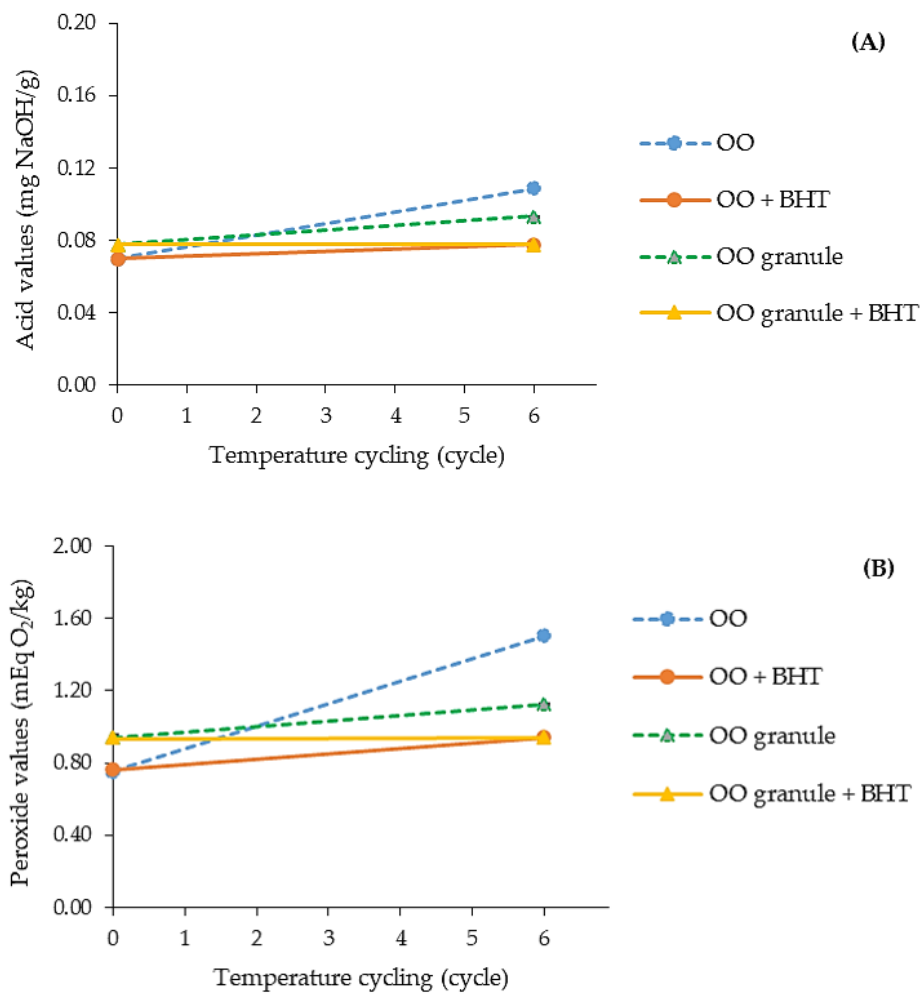 (A)
Acid values (mg NaOH/g)
0.20
0.16
0.12
0.08
0.04
0.00
0 1 2 3 4 5 6
Temperature cycling (cycle)
OO
OO + BHT
OO granule
OO granule + BHT
(B)
Peroxide values (mEq O₂/kg)
2.00
1.60
1.20
0.80
0.40
0.00
0 1 2 3 4 5 6
Temperature cycling (cycle)
OO
OO + BHT
OO granule
OO granule + BHT